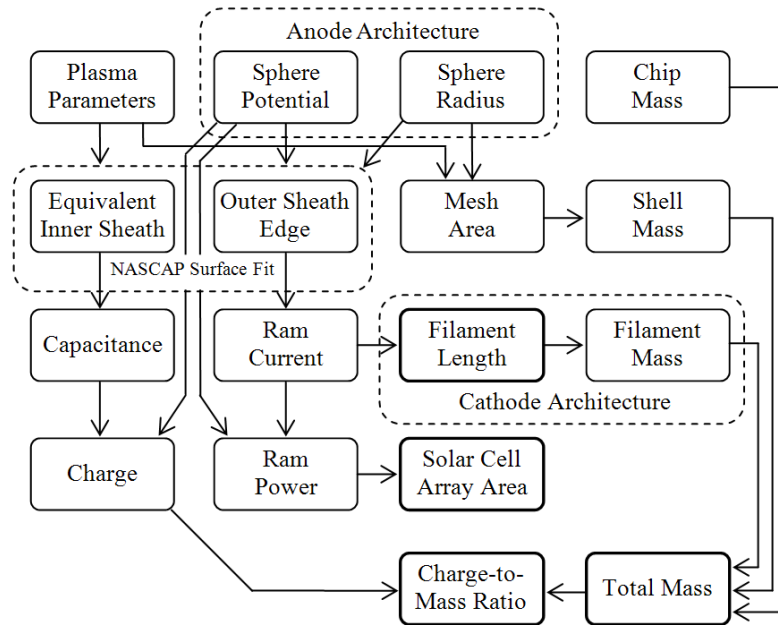 Anode Architecture
Plasma
Parameters
Sphere
Potential
Sphere
Radius
Chip
Mass
Equivalent
Inner Sheath
Outer Sheath
Edge
Mesh
Area
Shell
Mass
NASCAP Surface Fit
Capacitance
Ram
Current
Filament
Length
Filament
Mass
Cathode Architecture
Charge
Ram
Power
Solar Cell
Array Area
Charge-to-
Mass Ratio
Total Mass